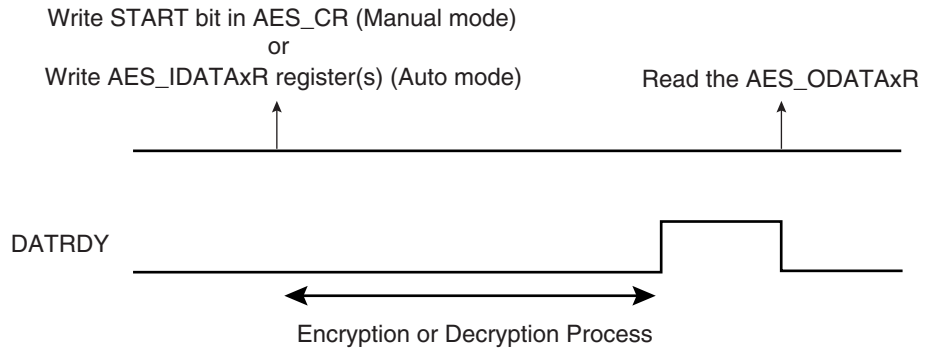 Write START bit in AES_CR (Manual mode)
or
Write AES_IDATAxR register(s) (Auto mode)
Read the AES_ODATAxR
DATRDY
Encryption or Decryption Process